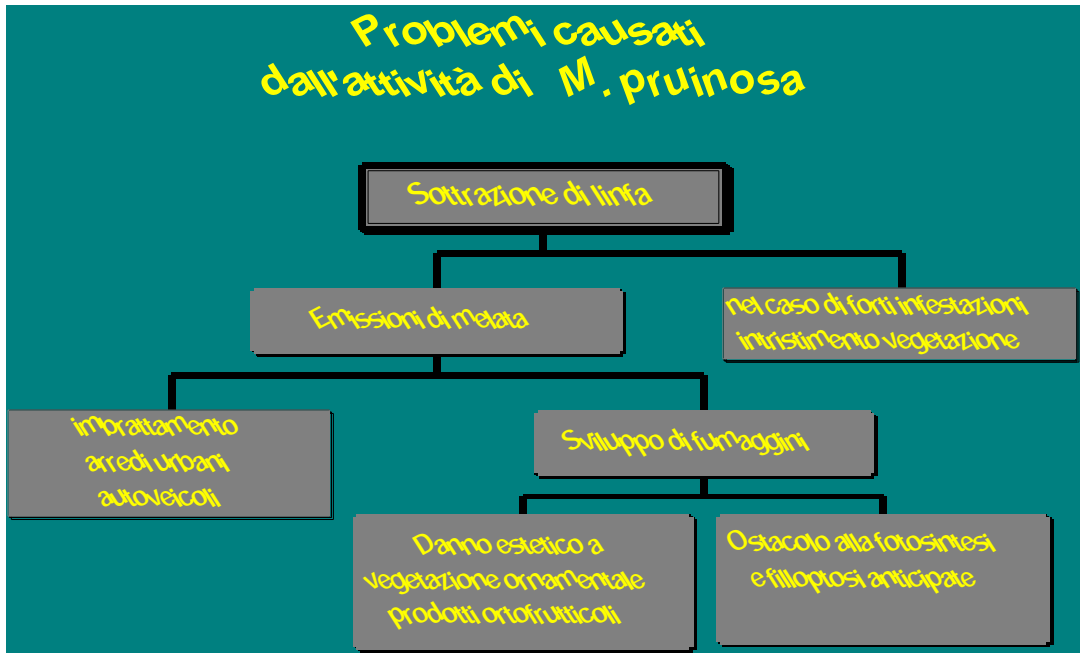 Problemi causati
dall'attività di M. pruinosa
Sottrazione di linfa
Emissioni di melata
nel caso di forti infestazioni
intristimento vegetazione
imbrattamento
arredi urbani
autoveicoli
Sviluppo di fumaggini
Danno estetico a
vegetazione ornamentale
prodotti ortofrutticoli
Ostacolo alla fotosintesi
e filloptosi anticipate